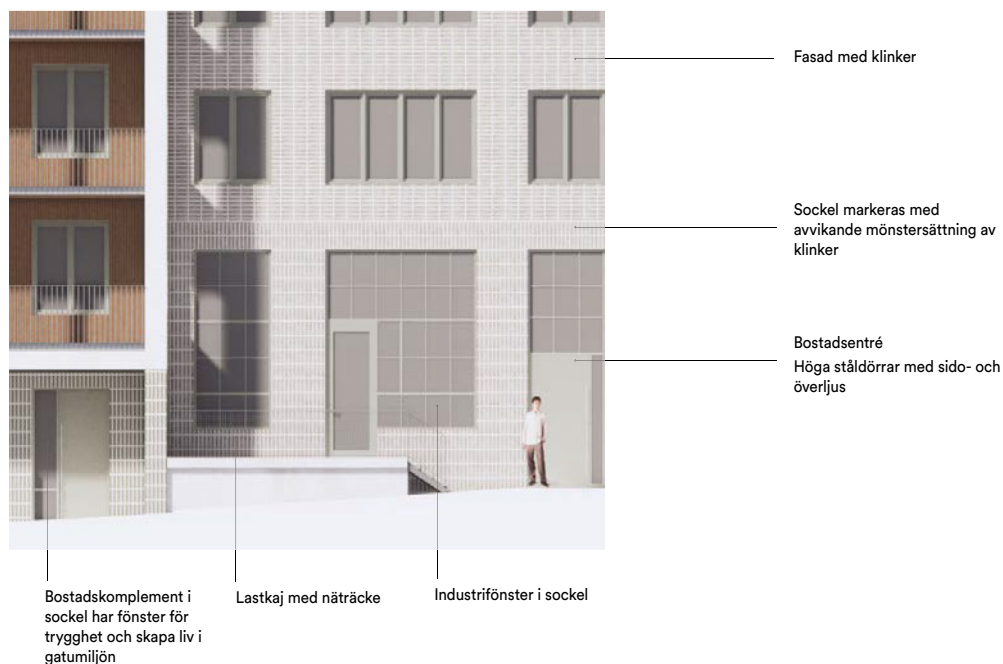 Fasad med klinker
Sockel markeras med
avvikande mönstersättning av
klinker
Bostadsentré
Höga ståldörrar med sido- och
överljus
Bostadskomplement i
sockel har fönster för
trygghet och skapa liv i
gatumiljön
Lastkaj med näträcke
Industrifönster i sockel